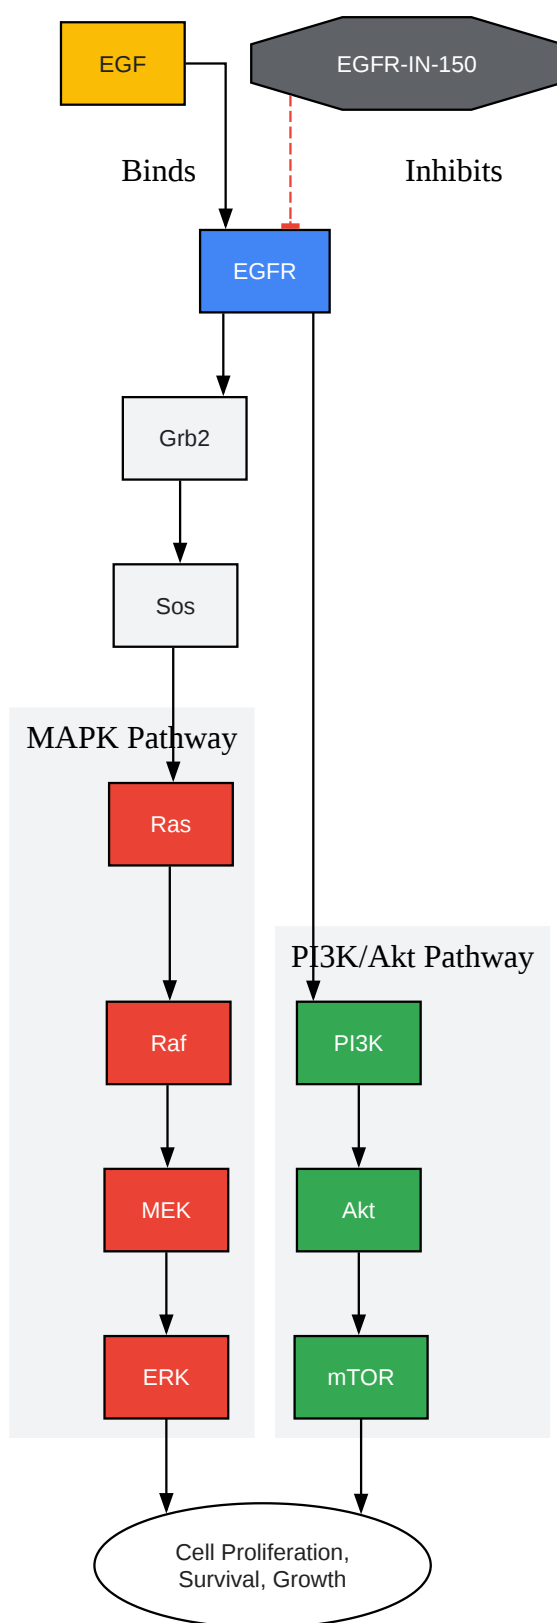 EGF
EGFR-IN-150
Binds
Inhibits
EGFR
Grb2
Sos
MAPK Pathway
Ras
PI3K/Akt Pathway
Raf
PI3K
MEK
Akt
ERK
mTOR
Cell Proliferation,
Survival, Growth